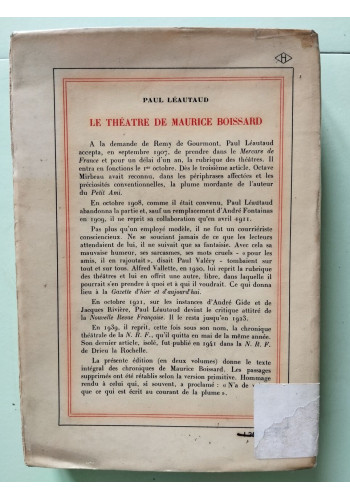 PAUL LÉAUTAUD
LE THÉATRE DE MAURICE BOISSARD
A la demande de Remy de Gourmont, Paul Léautaud
accepta, en septembre 1907, de prendre dans le Mercure de
France et pour un délai d'un an, la rubrique des théâtres. Il
entra en fonctions le 1er octobre. Dès le troisième article, Octave
Mirbeau avait reconnu, dans les périphrases affectées et les
préciosités conventionnelles, la plume mordante de l'auteur
du Petit Ami.
En octobre 1908, comme il était convenu, Paul Léautaud
abandonna la partie et, sauf un remplacement d'André Fontainas
en 1909, il ne reprit sa collaboration qu'en avril 1911.
Pas plus qu'un employé modèle, il ne fut un courriériste
consciencieux. Ne se souciant jamais de ce que les lecteurs
attendaient de lui, il ne suivait que sa fantaisie. Avec cela sa
mauvaise humeur, ses sarcasmes, ses mots cruels - « pour les
amis, il en rajoutait », disait Paul Valéry - tombaient sur
tout et sur tous. Alfred Vallette, en 1920, lui reprit la rubrique
des théâtres et lui en offrit une autre, dans laquelle il
pourrait s'en prendre à quoi et à qui il voudrait. Ce qui donna
lieu à la Gazette d'hier et d'aujourd'hui.
En octobre 1921, sur les instances d'André Gide et de
Jacques Rivière, Paul Léautaud devint le critique attitré de
la Nouvelle Revue Française. Il le resta jusqu'en 1923.
En 1939, il reprit, cette fois sous son nom, la chronique
théâtrale de la N. R. F., qu'il quitta en mai de la même année.
Son dernier article, isolé, fut publié en 1941 dans la N. R. F.
de Drieu la Rochelle.
La présente édition (en deux volumes) donne le texte
intégral des chroniques de Maurice Boissard. Les passages
supprimés ont été rétablis selon la version primitive. Hommage
rendu à celui qui, si souvent, a proclamé : « N'a de
que ce qui est écrit au courant de la plume ».